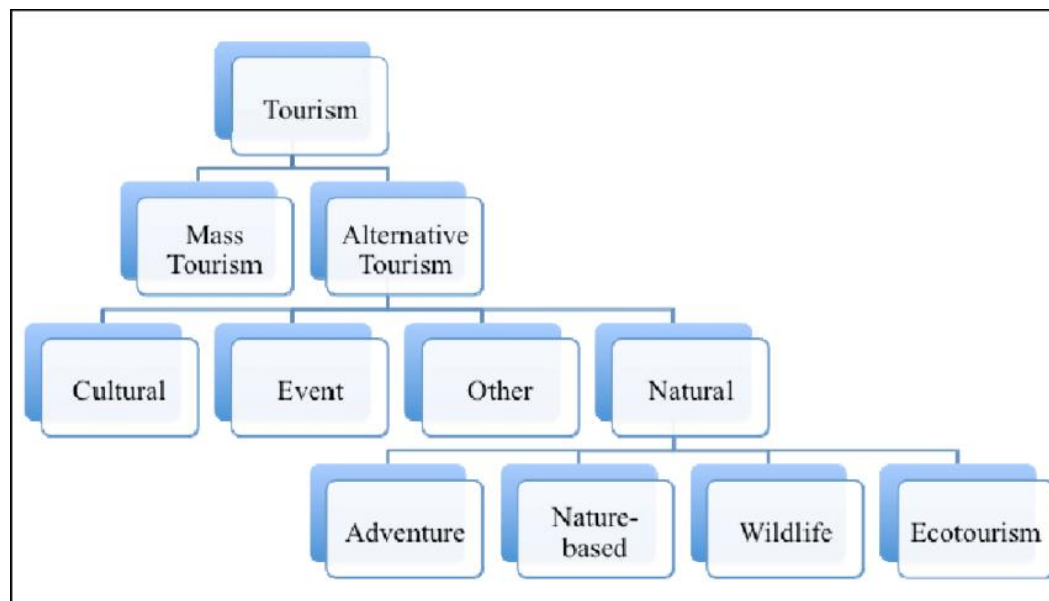 Tourism
Mass
Tourism
Alternative
Tourism
Cultural
Event
Other
Natural
Adventure
Nature-
based
Wildlife
Ecotourism